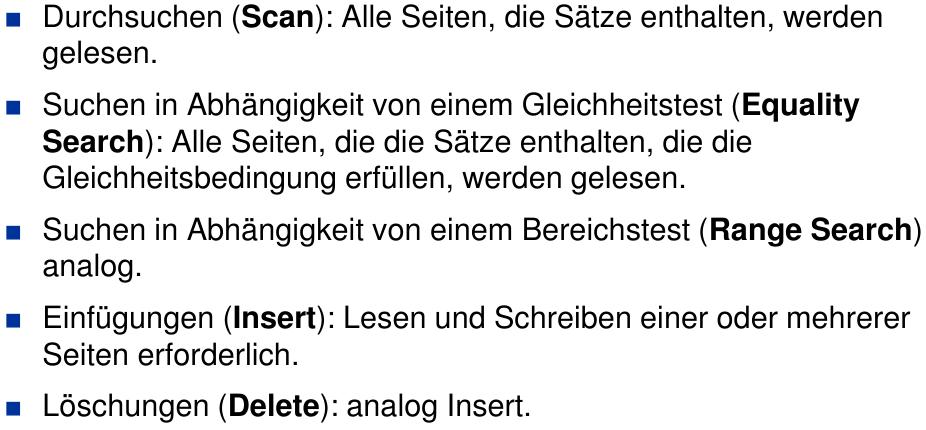 Durchsuchen (Scan): Alle Seiten, die Sätze enthalten, werden
gelesen.
Suchen in Abhängigkeit von einem Gleichheitstest (Equality
Search): Alle Seiten, die die Sätze enthalten, die die
Gleichheitsbedingung erfüllen, werden gelesen.
Suchen in Abhängigkeit von einem Bereichstest (Range Search)
analog.
Einfügungen (Insert): Lesen und Schreiben einer oder mehrerer
Seiten erforderlich.
Löschungen (Delete): analog Insert.